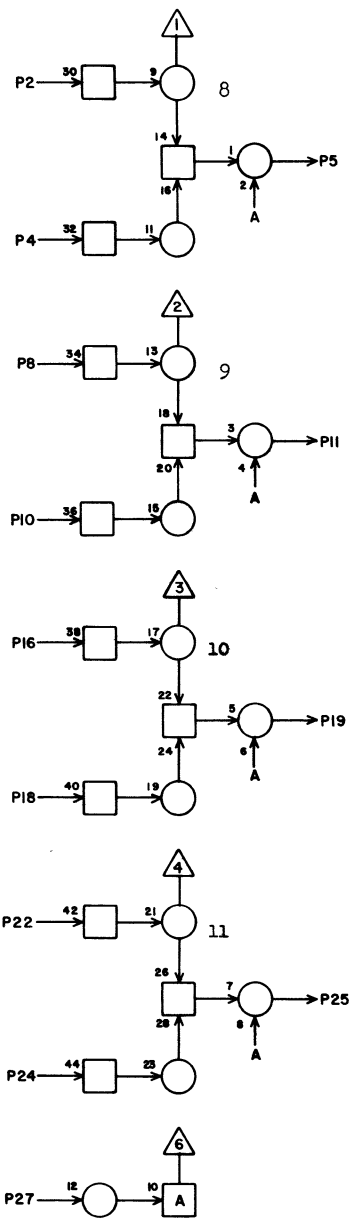 1
P2 30 9 8
14 1 P5
16 2
A
P4 32 11
2
P8 34 13 9
18 3 P11
20 4
A
P10 36 15
3
P16 38 17 10
22 5 P19
24 6
A
P18 40 19
4
P22 42 21 11
26 7 P25
28 8
A
P24 44 23
6
P27 12 10 A